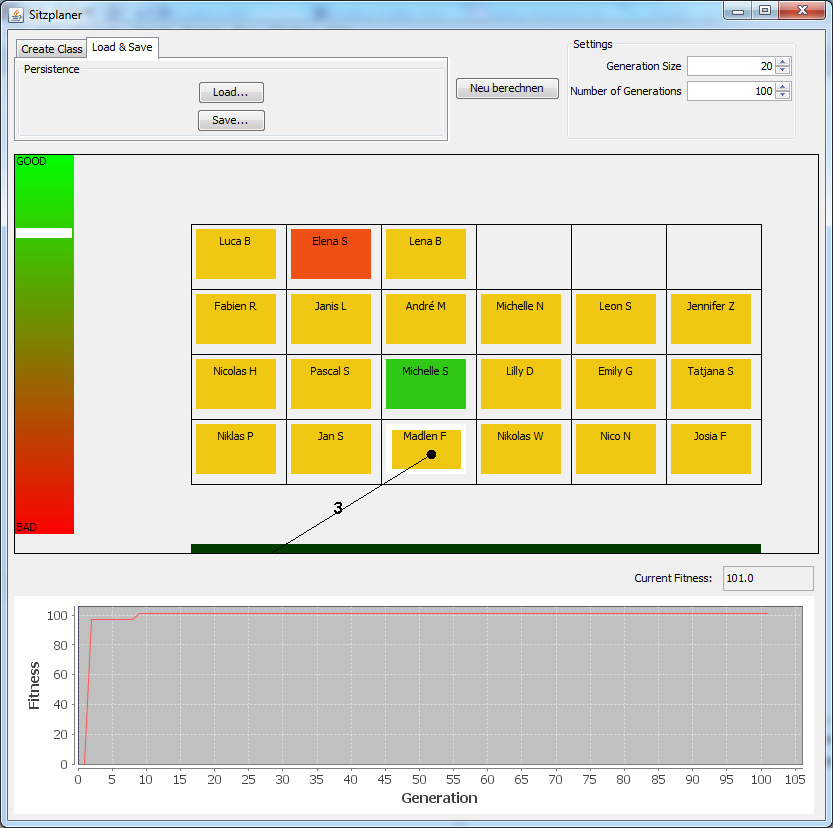 Sitzplaner
Create Class
Load & Save
Persistence
Load...
Save...
Neu berechnen
Settings
Generation Size 20
Number of Generations 100
GOOD
BAD
Luca B Elena S Lena B
Fabien R Janis L André M Michelle N Leon S Jennifer Z
Nicolas H Pascal S Michelle S Lilly D Emily G Tatjana S
Niklas P Jan S Madlen F Nikolas W Nico N Josia F
3
Current Fitness: 101.0
Fitness
100
80
60
40
20
0
0 5 10 15 20 25 30 35 40 45 50 55 60 65 70 75 80 85 90 95 100 105
Generation